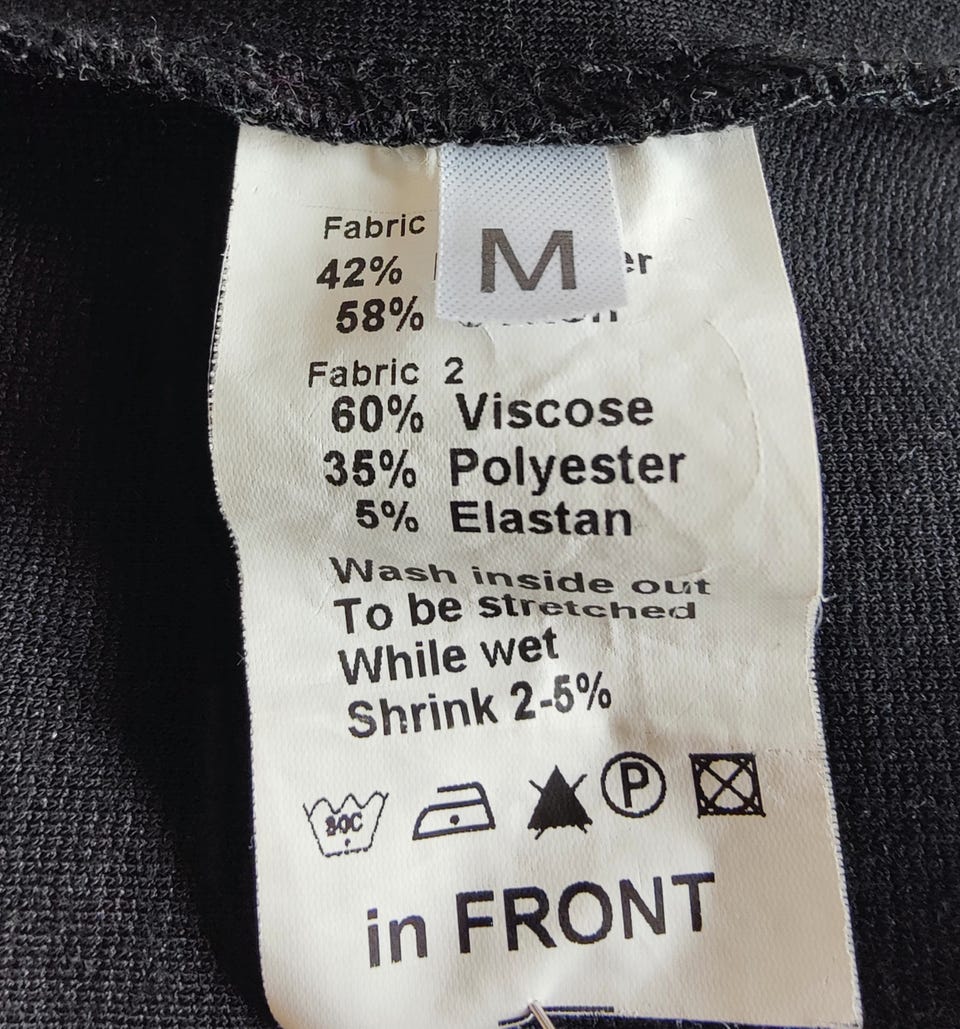 M
Fabric
42%
58%
Fabric 2
60% Viscose
35% Polyester
5% Elastan
Wash inside out
To be stretched
While wet
Shrink 2-5%
P
in FRONT